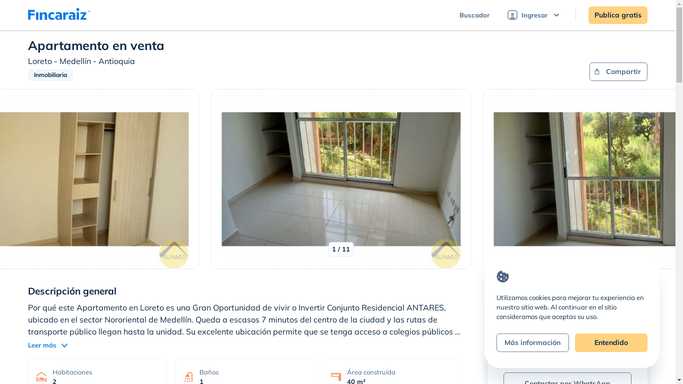 Fincaraiz
Buscador
Ingresar
Publica gratis
Apartamento en venta
Loreto - Medellín - Antioquia
Inmobiliaria
Compartir
1 / 11
Descripción general
Por qué este Apartamento en Loreto es una Gran Oportunidad de vivir o Invertir Conjunto Residencial ANTARES,
ubicado en el sector Nororiental de Medellín. Queda a escasos 7 minutos del centro de la ciudad y las rutas de
transporte público llegan hasta la unidad. Su excelente ubicación permite que se tenga acceso a colegios públicos ...
Leer más
Habitaciones
2
Baños
1
Área construida
40 m²
Utilizamos cookies para mejorar tu experiencia en
nuestro sitio web. Al continuar en el sitio
consideramos que aceptas su uso.
Más información
Entendido
Contactar por WhatsApp